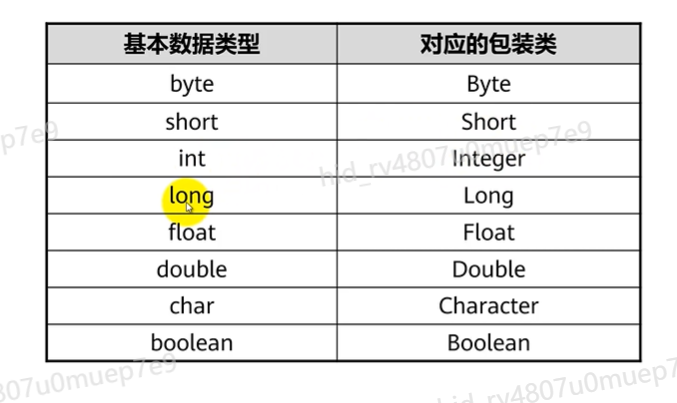 基本数据类型 对应的包装类
byte Byte
short Short
int Integer
long Long
float Float
double Double
char Character
boolean Boolean
ep7e9
hid_rv4807u0muep7e9
807u0muep7e9
hid_rv4807u0muep7